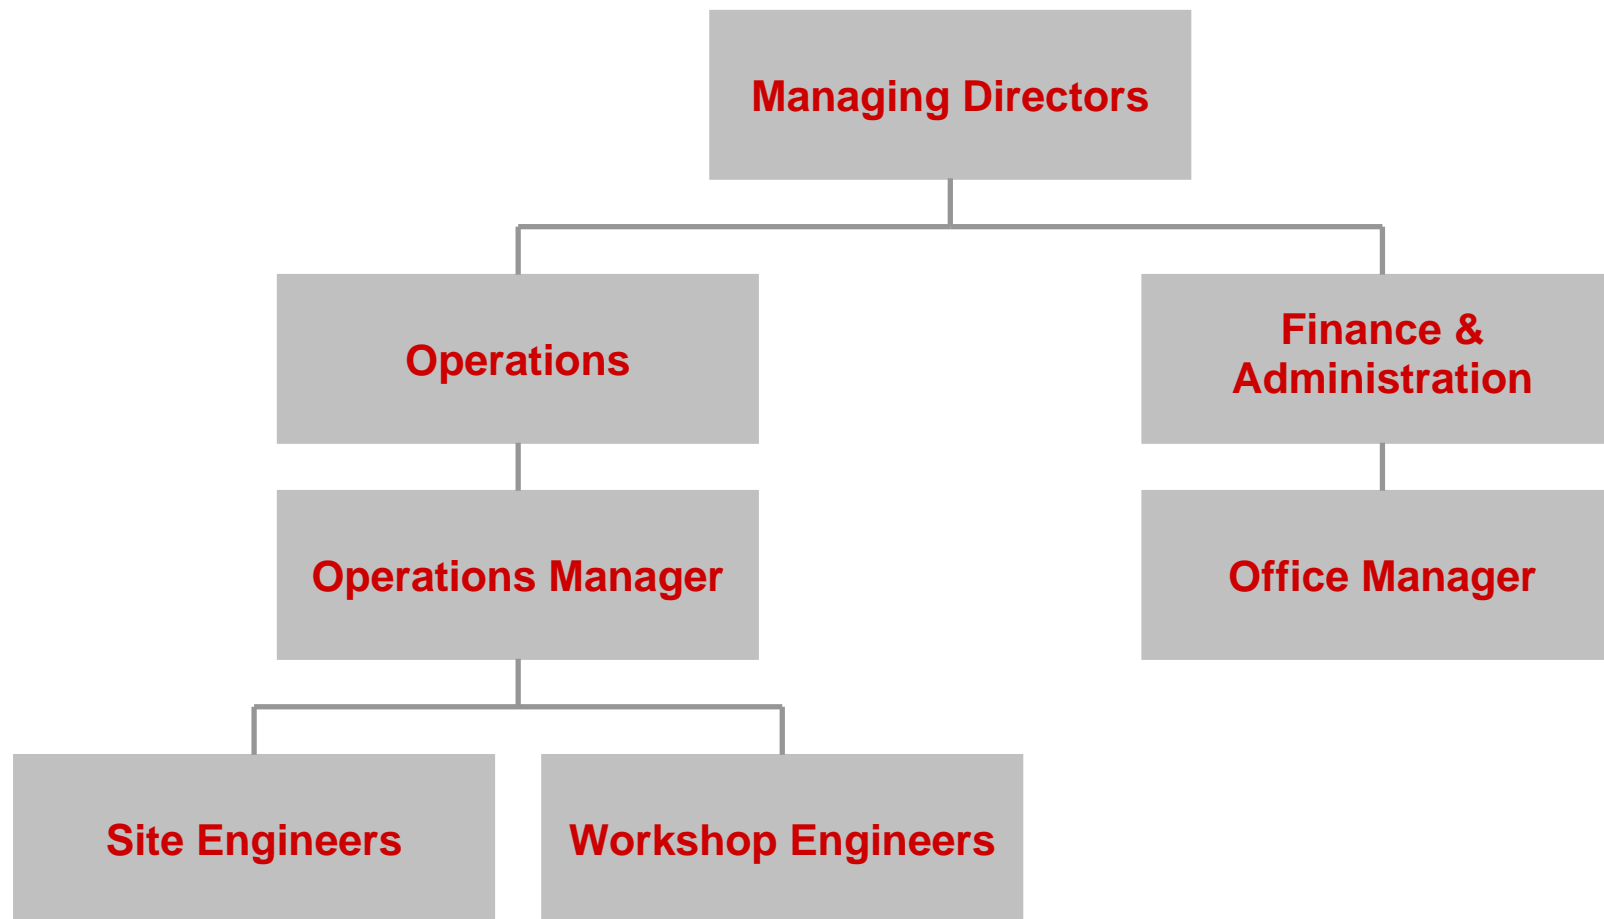 Managing Directors
Operations
Finance &
Administration
Operations Manager
Office Manager
Site Engineers
Workshop Engineers